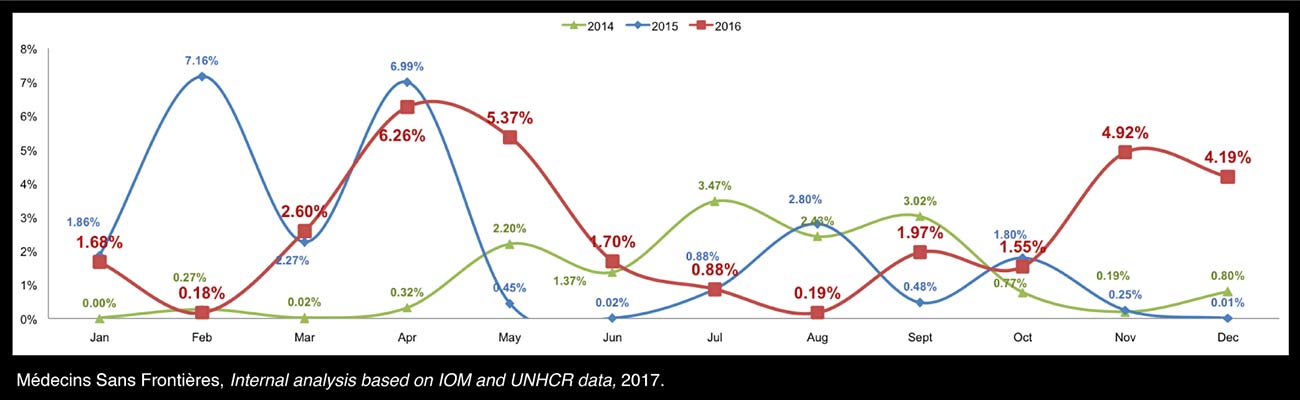 2014 2015 2016
8%
7%
6%
5%
4%
3%
2%
1%
0%
1.86% 7.16% 2.27% 6.99% 0.45% 0.02% 0.88% 2.80% 0.48% 1.80% 0.25% 0.01%
1.68% 0.18% 2.60% 6.26% 5.37% 1.70% 0.88% 0.19% 1.97% 1.55% 4.92% 4.19%
0.00% 0.27% 0.02% 0.32% 2.20% 1.37% 3.47% 2.43% 3.02% 0.77% 0.19% 0.80%
Jan Feb Mar Apr May Jun Jul Aug Sept Oct Nov Dec
Médecins Sans Frontières, Internal analysis based on IOM and UNHCR data, 2017.